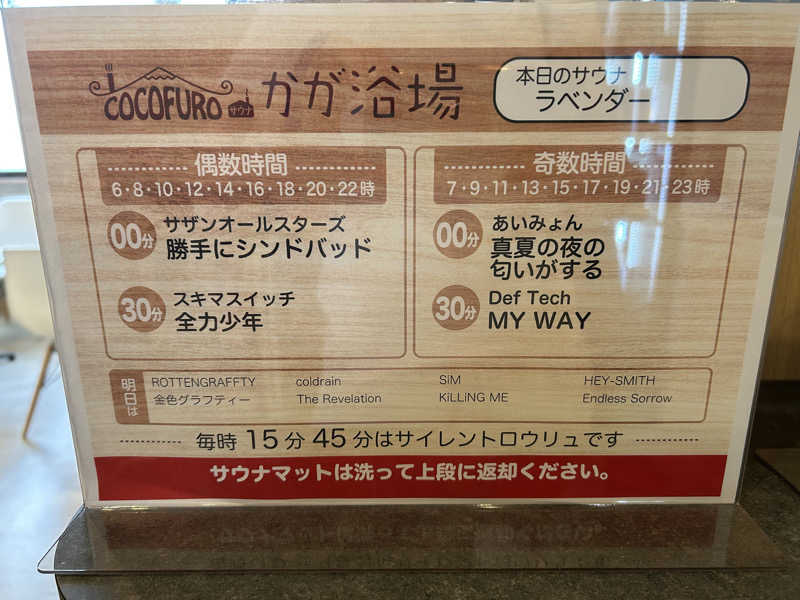 COCOFURO サウナ かが浴場
本日のサウナ
ラベンダー
偶数時間
6・8・10・12・14・16・18・20・22時
00分 サザンオールスターズ
勝手にシンドバッド
30分 スキマスイッチ
全力少年
奇数時間
7・9・11・13・15・17・19・21・23時
00分 あいみょん
真夏の夜の
匂いがする
30分 Def Tech
MY WAY
明日は
ROTTENGRAFFTY
金色グラフティー
coldrain
The Revelation
SiM
KiLLiNG ME
HEY-SMITH
Endless Sorrow
毎時 15分 45分はサイレントロウリュです
サウナマットは洗って上段に返却ください。